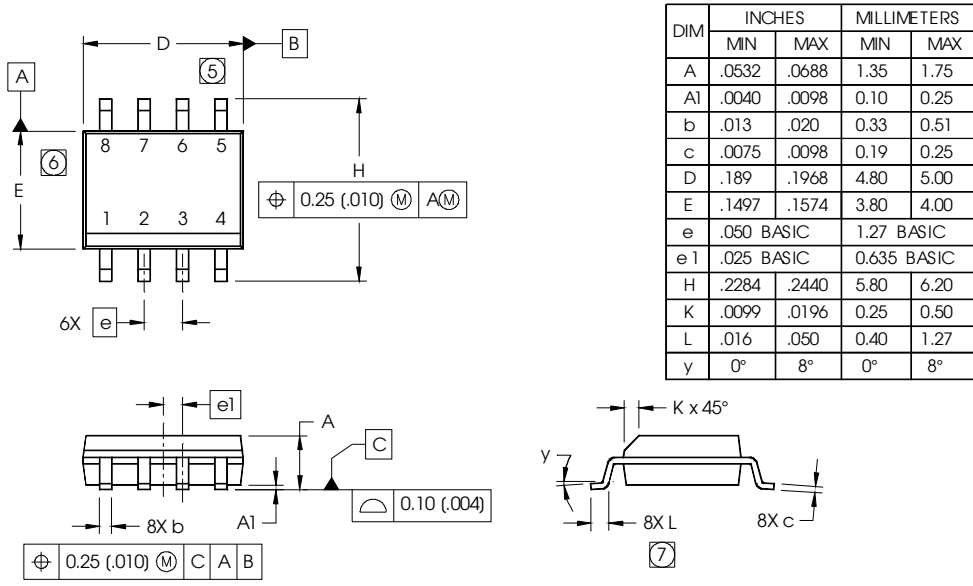 D
B
5
A
8 7 6 5
6
E
H
0.25 (.010) M A M
1 2 3 4
6X e
DIM INCHES MILLIMETERS
MIN MAX MIN MAX
A .0532 .0688 1.35 1.75
A1 .0040 .0098 0.10 0.25
b .013 .020 0.33 0.51
c .0075 .0098 0.19 0.25
D .189 .1968 4.80 5.00
E .1497 .1574 3.80 4.00
e .050 BASIC 1.27 BASIC
e1 .025 BASIC 0.635 BASIC
H .2284 .2440 5.80 6.20
K .0099 .0196 0.25 0.50
L .016 .050 0.40 1.27
y 0° 8° 0° 8°
e1
A
C
0.10 (.004)
A1
8X b
0.25 (.010) M C A B
K x 45°
y
8X L
8X c
7